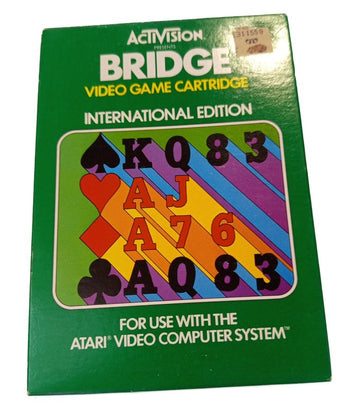 ACTIVISION
PRESENTS
BRIDGE
VIDEO GAME CARTRIDGE
INTERNATIONAL EDITION
♠KQ83
♥AJ
♦A76
♣AQ83
FOR USE WITH THE
ATARI® VIDEO COMPUTER SYSTEM™